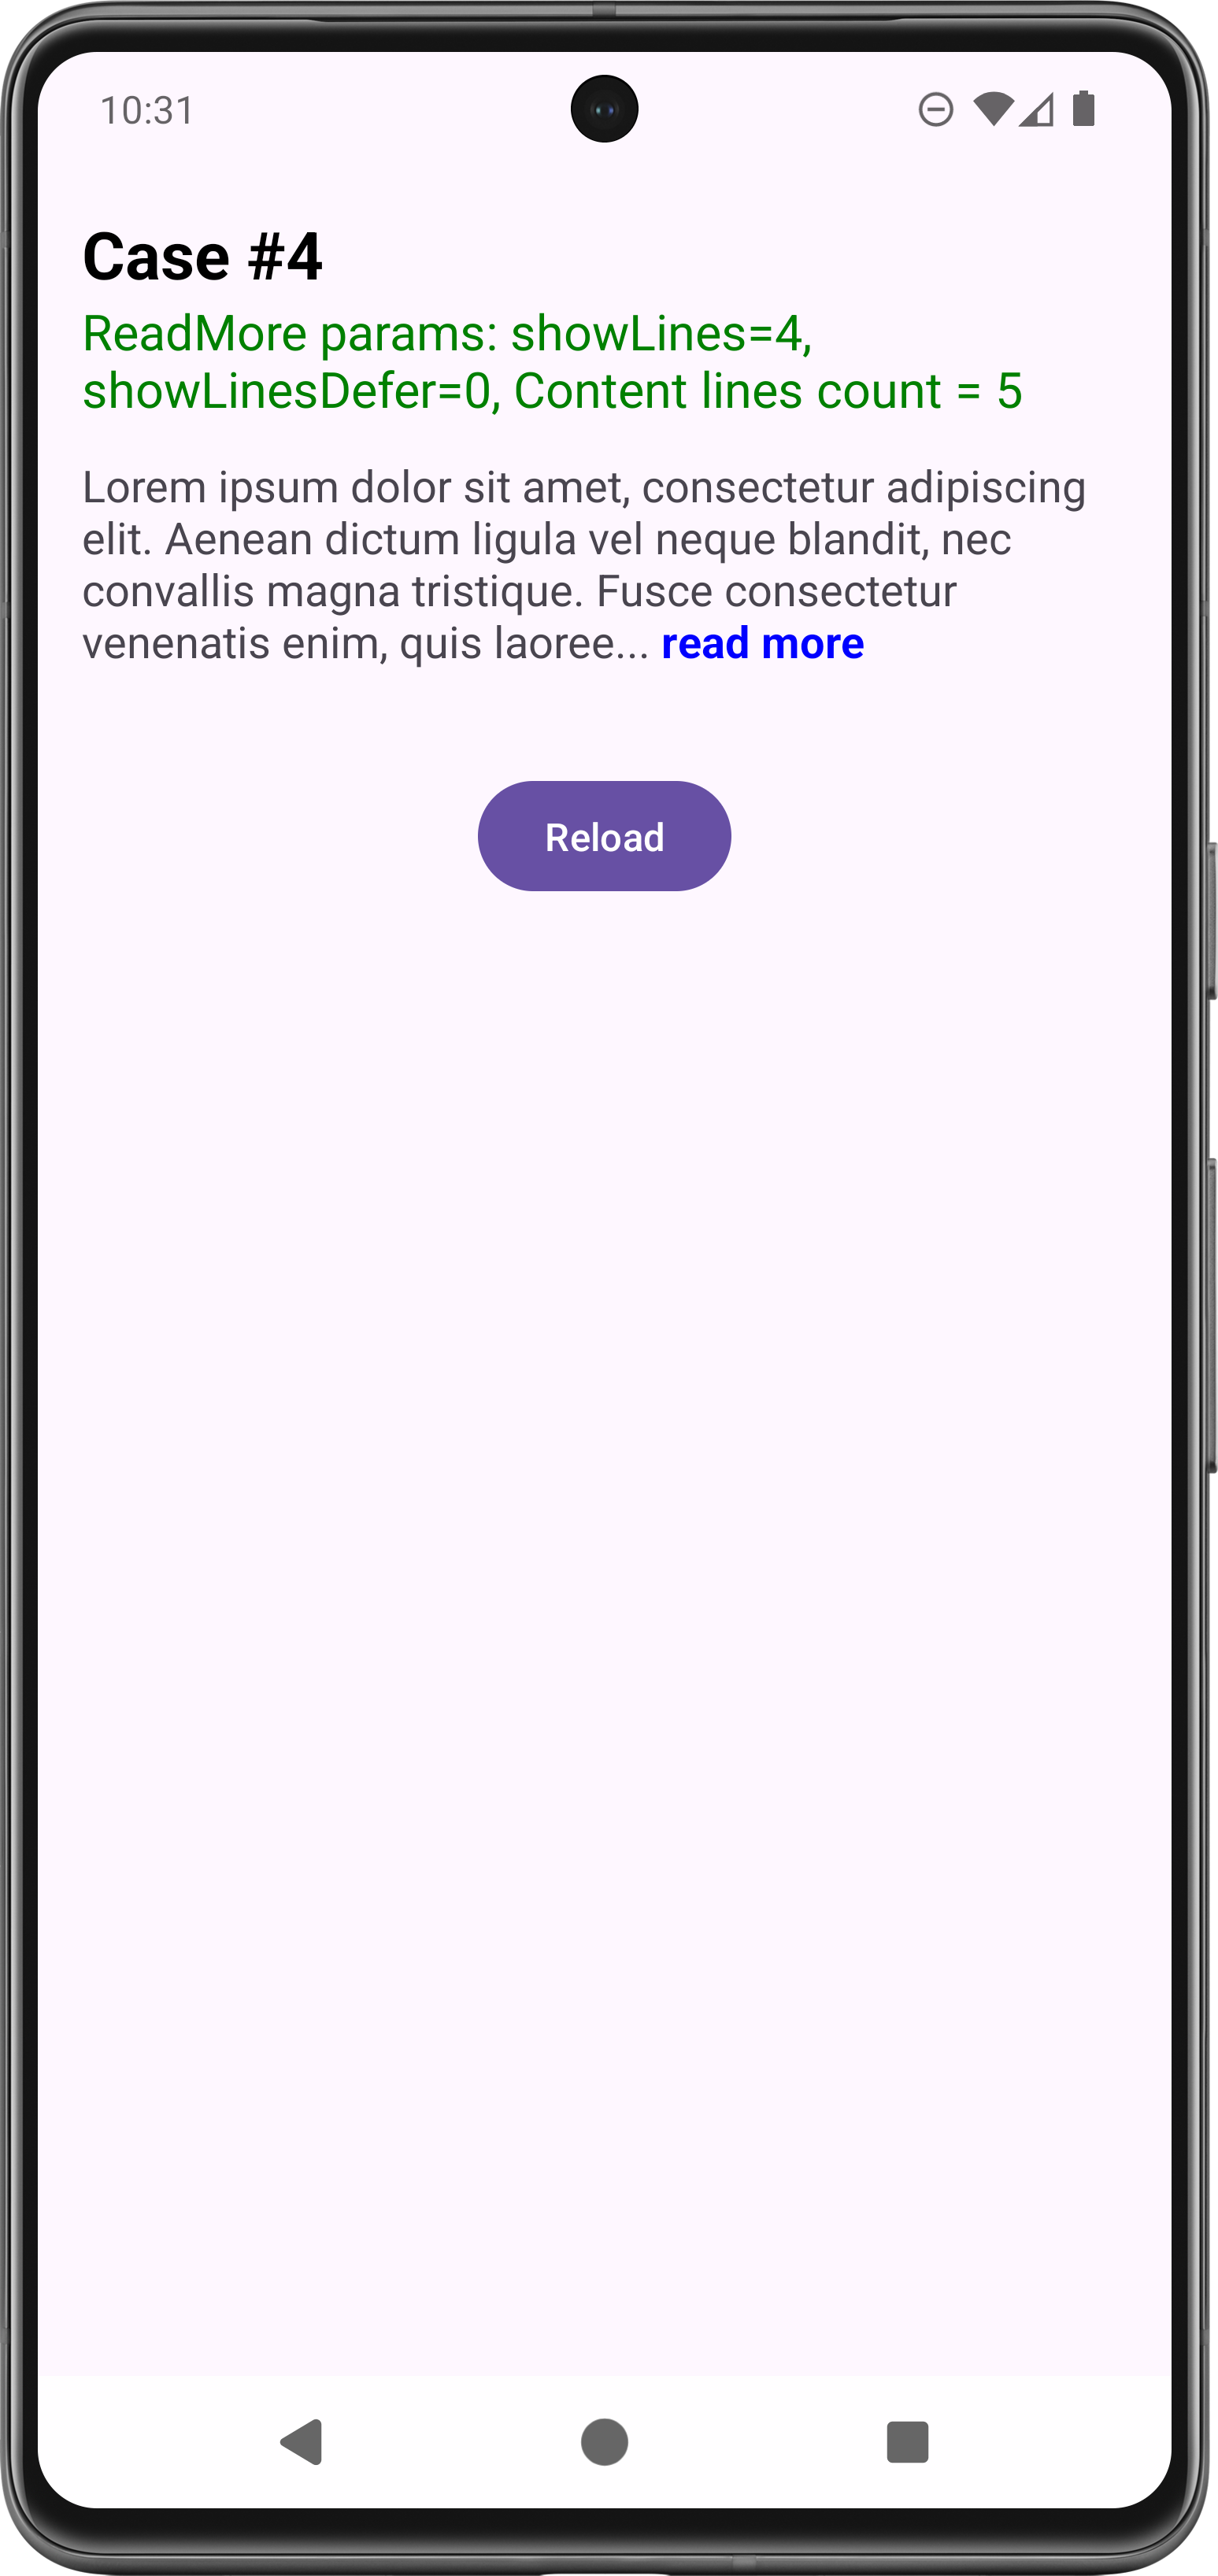 10:31
Case #4
ReadMore params: showLines=4,
showLinesDefer=0, Content lines count = 5
Lorem ipsum dolor sit amet, consectetur adipiscing
elit. Aenean dictum ligula vel neque blandit, nec
convallis magna tristique. Fusce consectetur
venenatis enim, quis laoree... read more
Reload